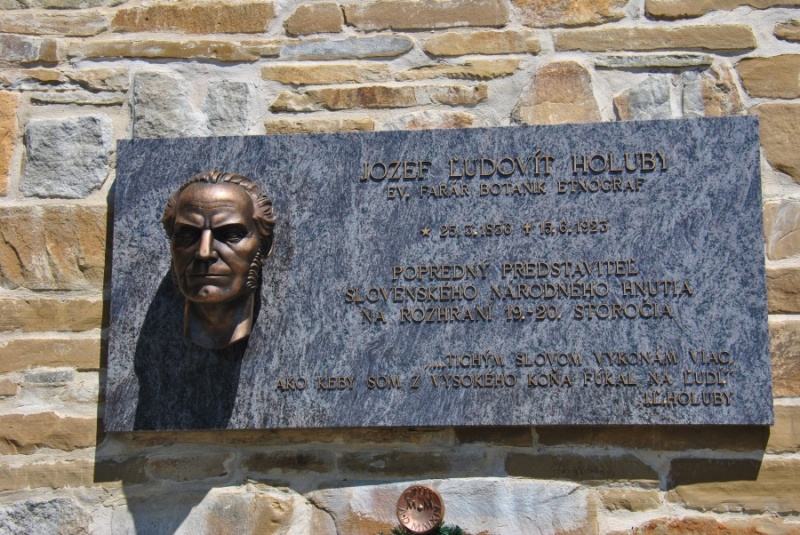 JOZEF ĽUDOVÍT HOLUBY
EV. FARÁR BOTANIK ETNOGRAF
★ 25.3.1836 ✝ 15.6.1923
POPREDNÝ PREDSTAVITEĽ
SLOVENSKÉHO NÁRODNÉHO HNUTIA
NA ROZHRANÍ 19.-20. STOROČIA
„...TICHÝM SLOVOM VYKONÁM VIAC,
AKO KEBY SOM Z VYSOKÉHO KOŇA FÚKAL NA ĽUDÍ."
J.Ľ.HOLUBY